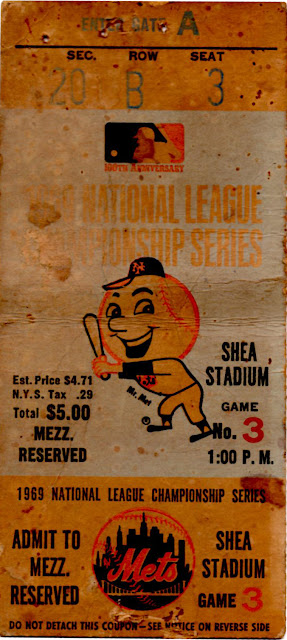 ENTER GATE A
SEC. ROW SEAT
20 B 3
100TH ANNIVERSARY
NATIONAL LEAGUE
CHAMPIONSHIP SERIES
SHEA
STADIUM
Est. Price $4.71
N.Y.S. Tax .29
Total $5.00
MEZZ.
RESERVED
Mr. Met
®
GAME
No. 3
1:00 P. M.
1969 NATIONAL LEAGUE CHAMPIONSHIP SERIES
ADMIT TO
MEZZ.
RESERVED
Mets
SHEA
STADIUM
GAME 3
DO NOT DETACH THIS COUPON—SEE NOTICE ON REVERSE SIDE